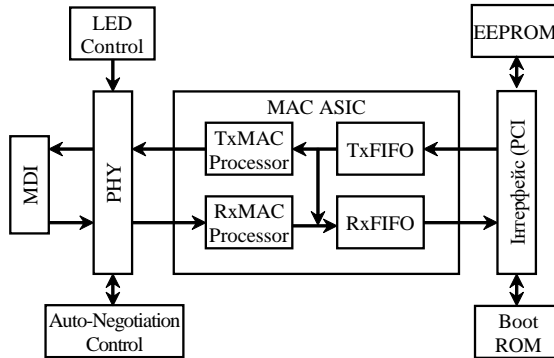 LED
Control
EEPROM
MAC ASIC
TxMAC
Processor
TxFIFO
MDI
PHY
RxMAC
Processor
RxFIFO
Інтерфейс (PCI
Auto-Negotiation
Control
Boot
ROM